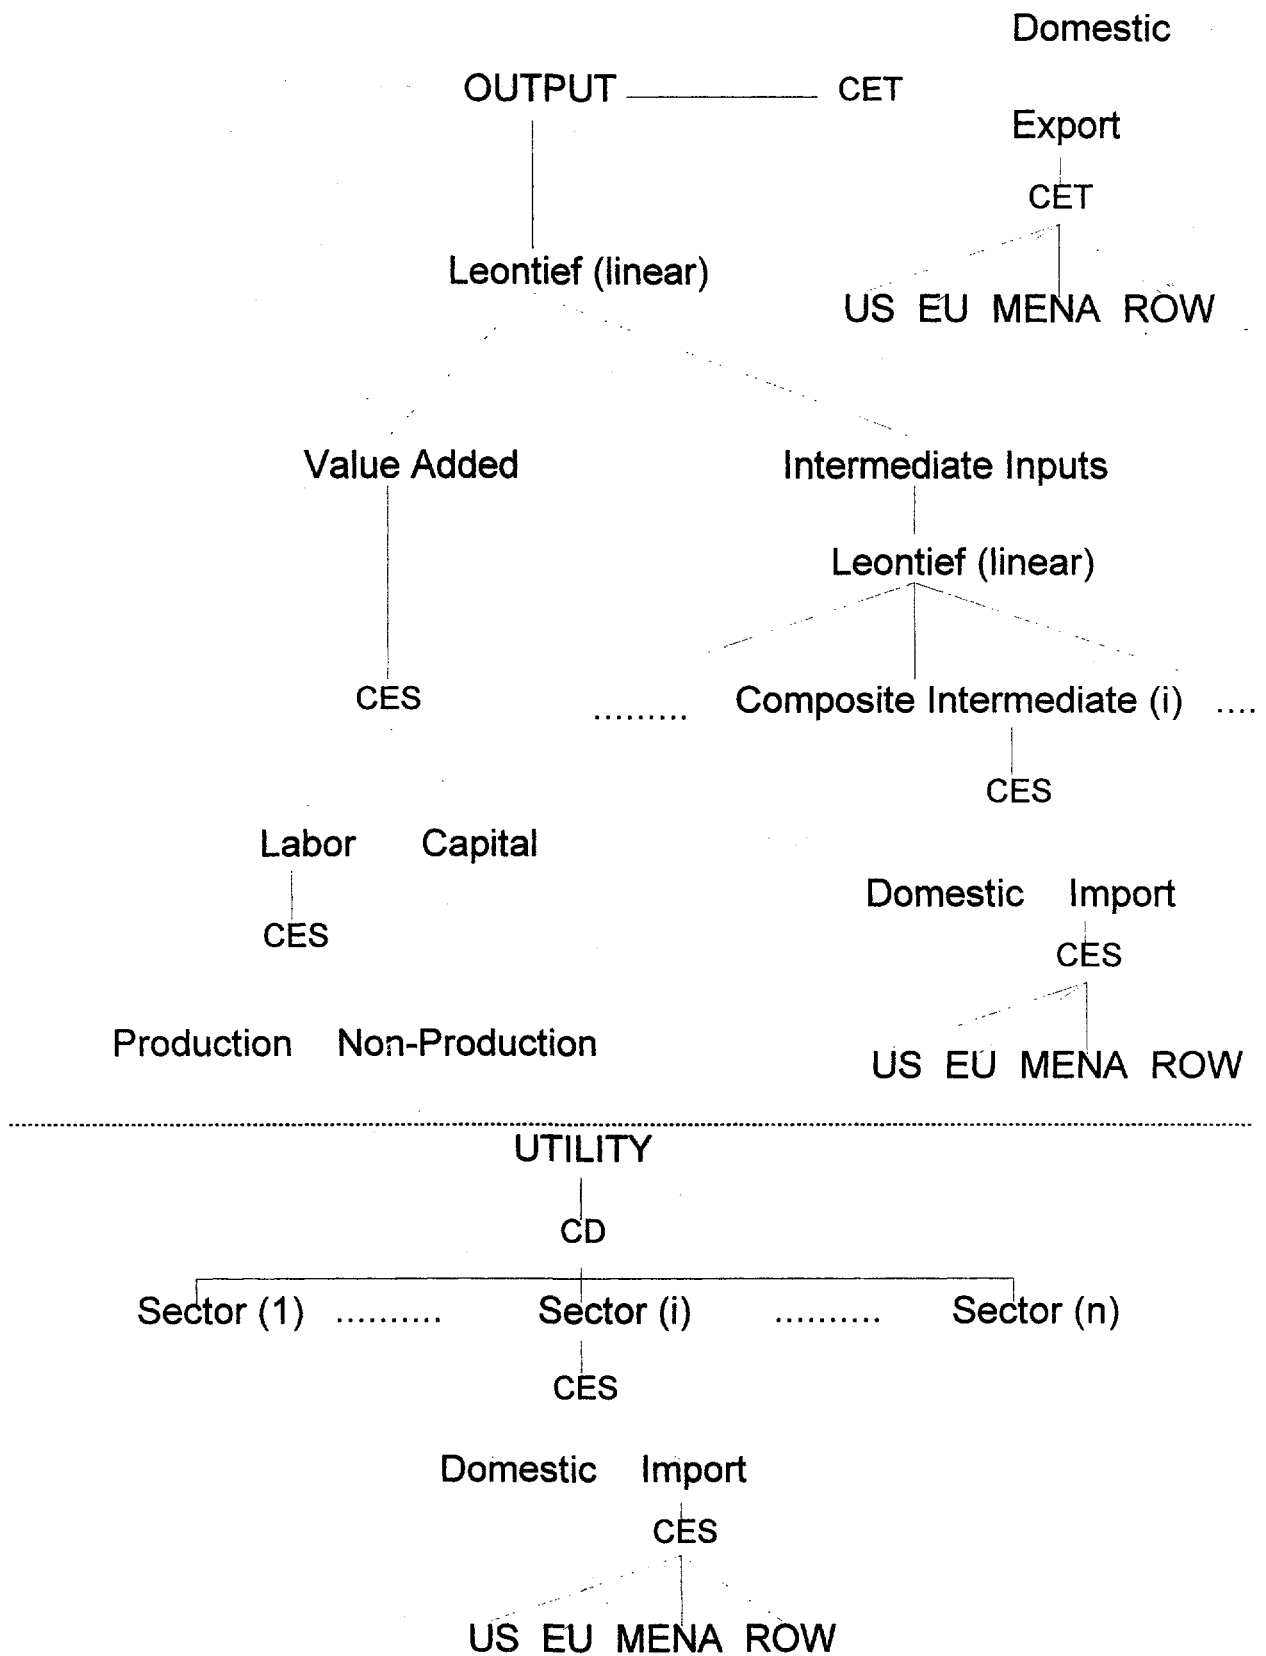 Domestic
OUTPUT CET
Export
CET
Leontief (linear)
US EU MENA ROW
Value Added Intermediate Inputs
Leontief (linear)
CES ......... Composite Intermediate (i) ....
CES
Labor Capital
Domestic Import
CES
CES
Production Non-Production
US EU MENA ROW
UTILITY
CD
Sector (1) .......... Sector (i) .......... Sector (n)
CES
Domestic Import
CES
US EU MENA ROW